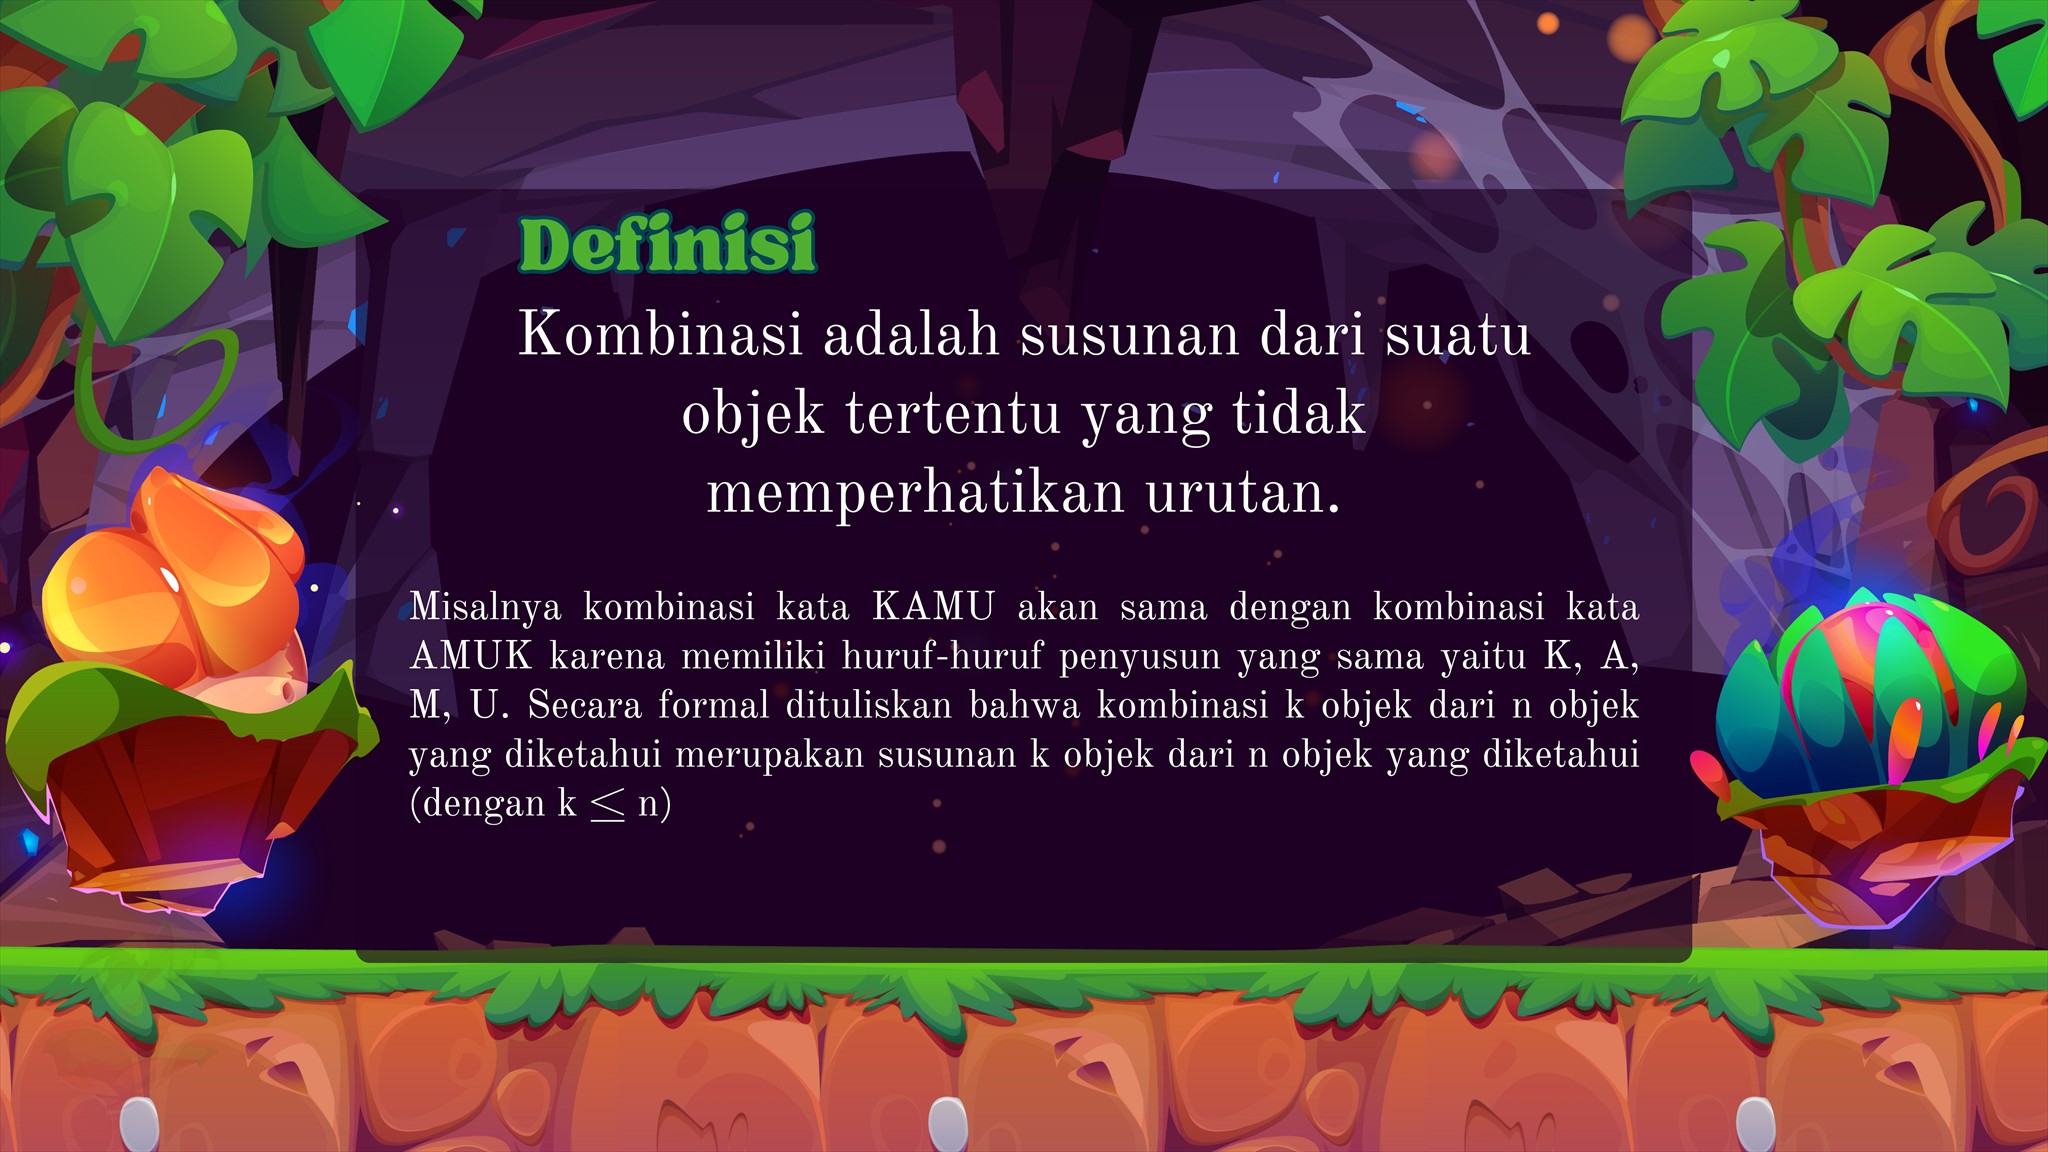 Definisi
Kombinasi adalah susunan dari suatu
objek tertentu yang tidak
memperhatikan urutan.
Misalnya kombinasi kata KAMU akan sama dengan kombinasi kata
AMUK karena memiliki huruf-huruf penyusun yang sama yaitu K, A,
M, U. Secara formal dituliskan bahwa kombinasi k objek dari n objek
yang diketahui merupakan susunan k objek dari n objek yang diketahui
(dengan k ≤ n)